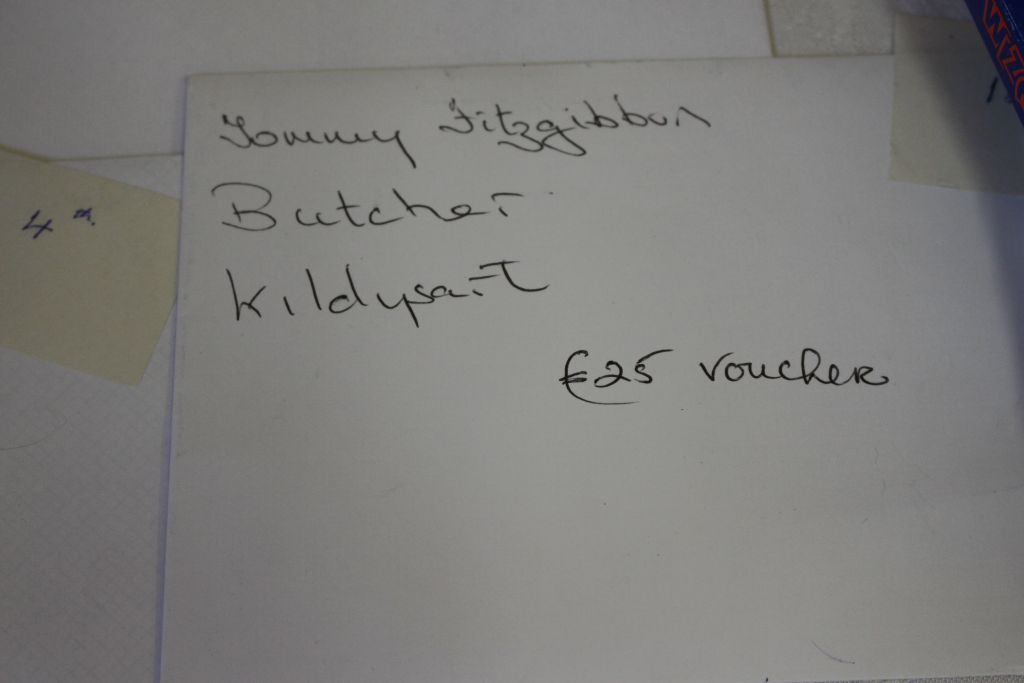 Tommy Fitzgibbon
Butcher
Kildysart
€25 voucher
4th.